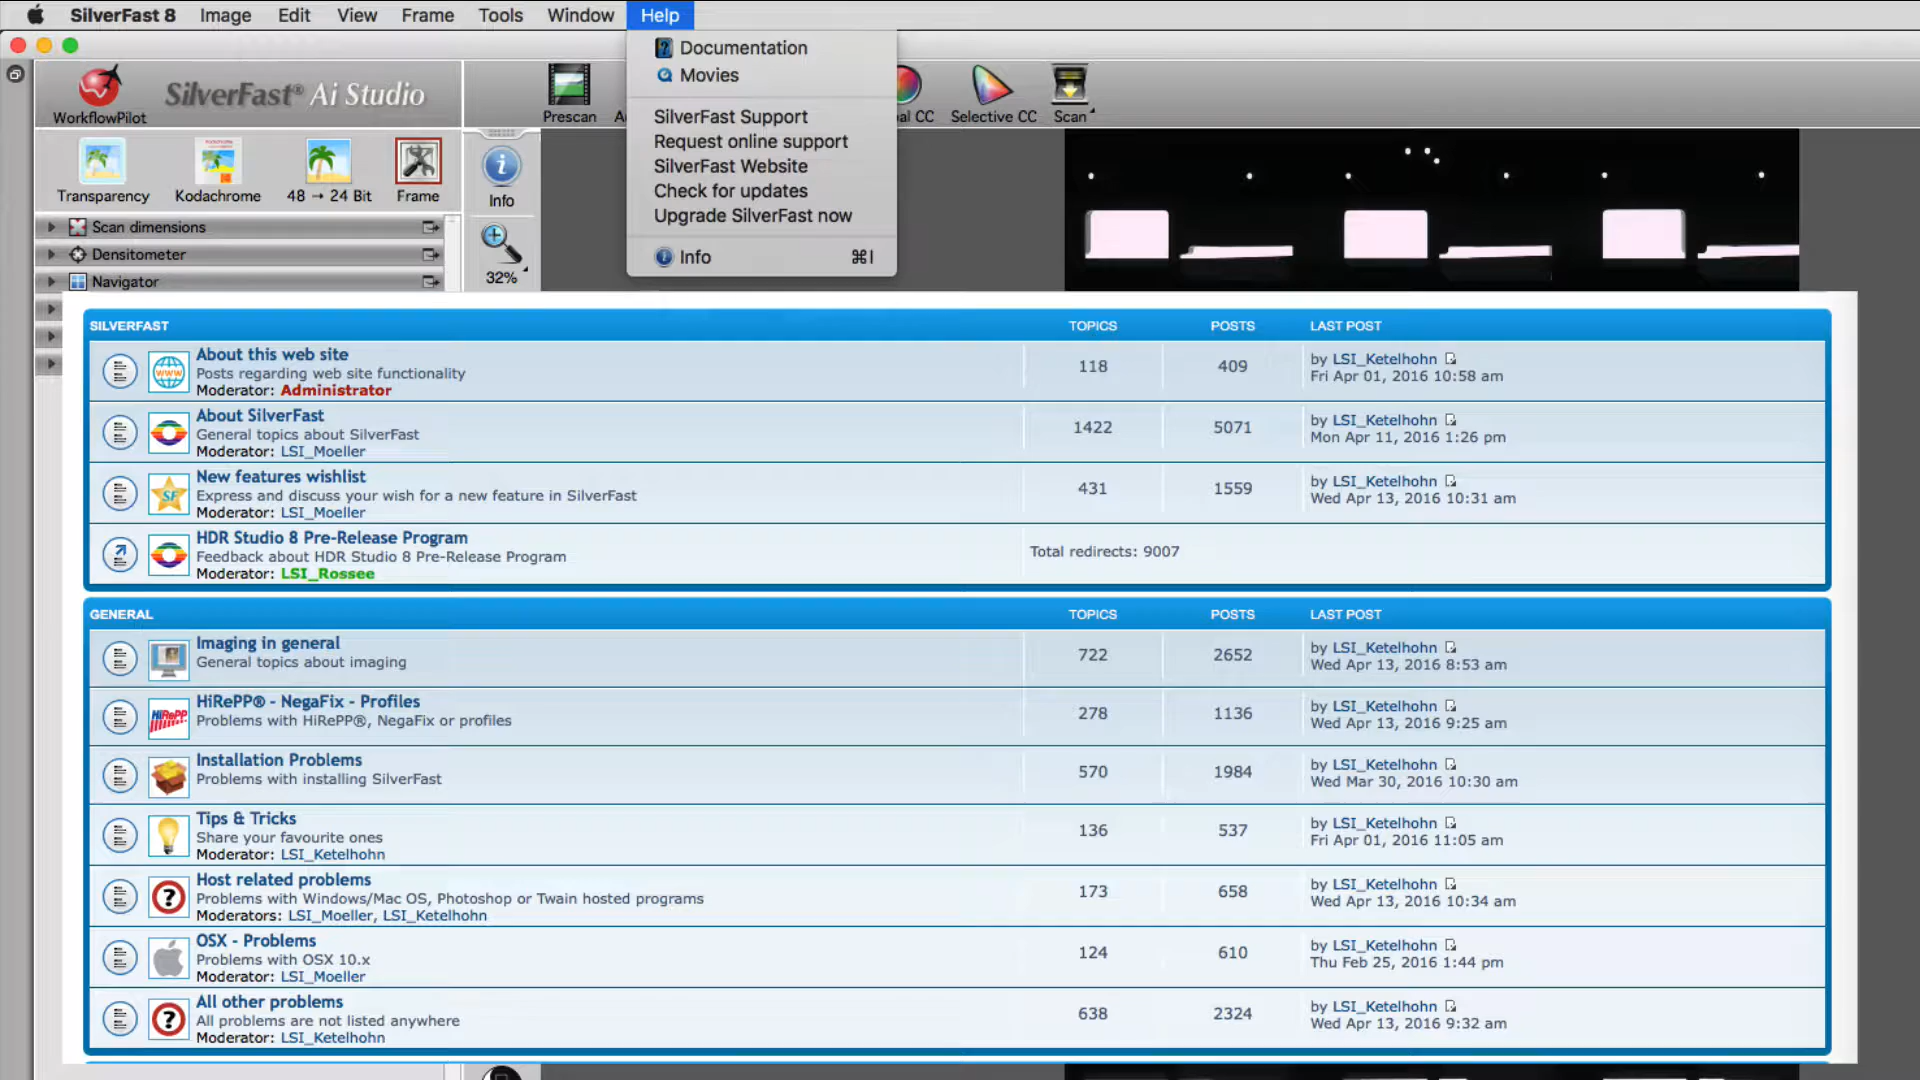 SilverFast 8 Image Edit View Frame Tools Window Help
Documentation
Movies
SilverFast Support
Request online support
SilverFast Website
Check for updates
Upgrade SilverFast now
Info ⌘I
WorkflowPilot
SilverFast® Ai Studio
Prescan
al CC
Selective CC
Scan
Transparency
Kodachrome
48 → 24 Bit
Frame
Info
32%
Scan dimensions
Densitometer
Navigator
SILVERFAST TOPICS POSTS LAST POST
About this web site
Posts regarding web site functionality
Moderator: Administrator
118 409
by LSI_Ketelhohn
Fri Apr 01, 2016 10:58 am
About SilverFast
General topics about SilverFast
Moderator: LSI_Moeller
1422 5071
by LSI_Ketelhohn
Mon Apr 11, 2016 1:26 pm
New features wishlist
Express and discuss your wish for a new feature in SilverFast
Moderator: LSI_Moeller
431 1559
by LSI_Ketelhohn
Wed Apr 13, 2016 10:31 am
HDR Studio 8 Pre-Release Program
Feedback about HDR Studio 8 Pre-Release Program
Moderator: LSI_Rossee
Total redirects: 9007
GENERAL TOPICS POSTS LAST POST
Imaging in general
General topics about imaging
722 2652
by LSI_Ketelhohn
Wed Apr 13, 2016 8:53 am
HiRePP
HiRePP® - NegaFix - Profiles
Problems with HiRePP®, NegaFix or profiles
278 1136
by LSI_Ketelhohn
Wed Apr 13, 2016 9:25 am
Installation Problems
Problems with installing SilverFast
570 1984
by LSI_Ketelhohn
Wed Mar 30, 2016 10:30 am
Tips & Tricks
Share your favourite ones
Moderator: LSI_Ketelhohn
136 537
by LSI_Ketelhohn
Fri Apr 01, 2016 11:05 am
Host related problems
Problems with Windows/Mac OS, Photoshop or Twain hosted programs
Moderators: LSI_Moeller, LSI_Ketelhohn
173 658
by LSI_Ketelhohn
Wed Apr 13, 2016 10:34 am
OSX - Problems
Problems with OSX 10.x
Moderator: LSI_Moeller
124 610
by LSI_Ketelhohn
Thu Feb 25, 2016 1:44 pm
All other problems
All problems are not listed anywhere
Moderator: LSI_Ketelhohn
638 2324
by LSI_Ketelhohn
Wed Apr 13, 2016 9:32 am